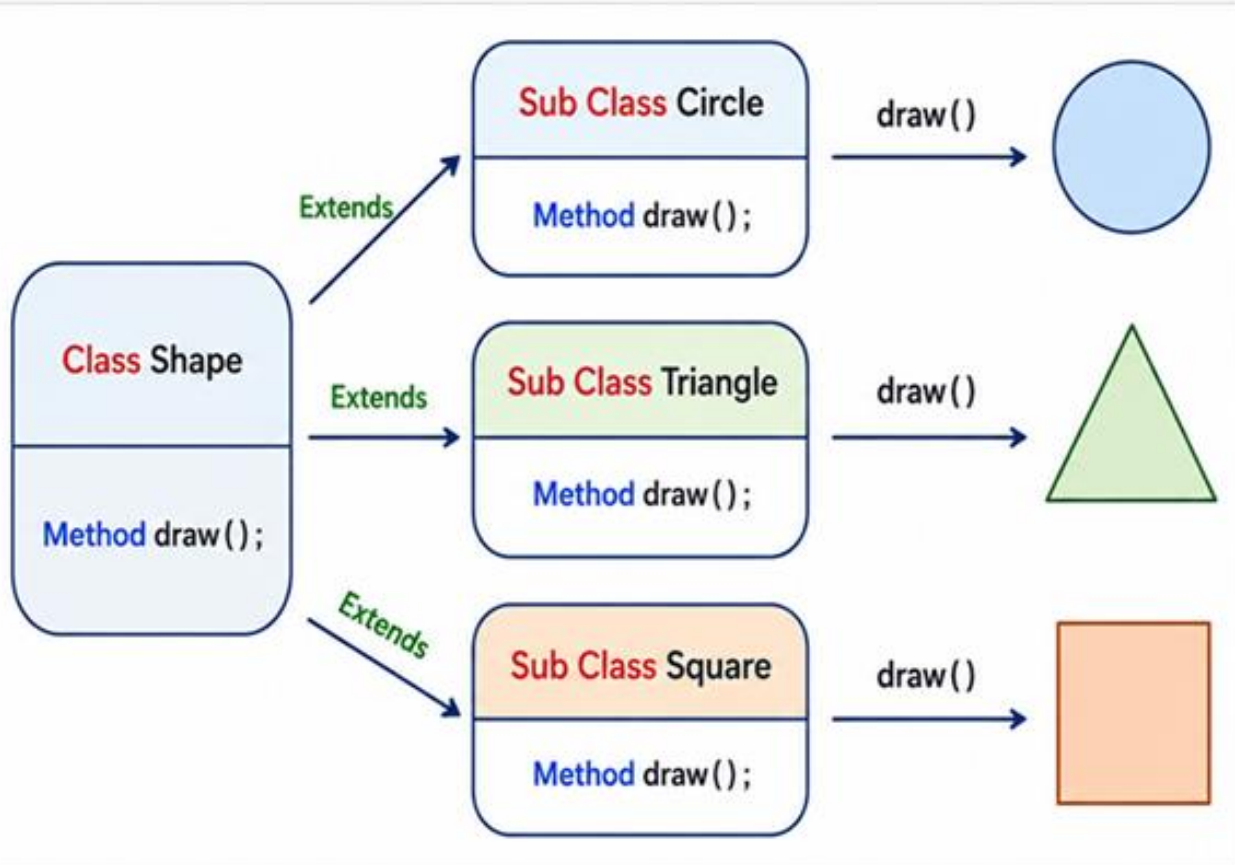 Sub Class Circle
draw()
Extends
Method draw();
Class Shape
Sub Class Triangle
draw()
Extends
Method draw();
Method draw();
Extends
Sub Class Square
draw()
Method draw();